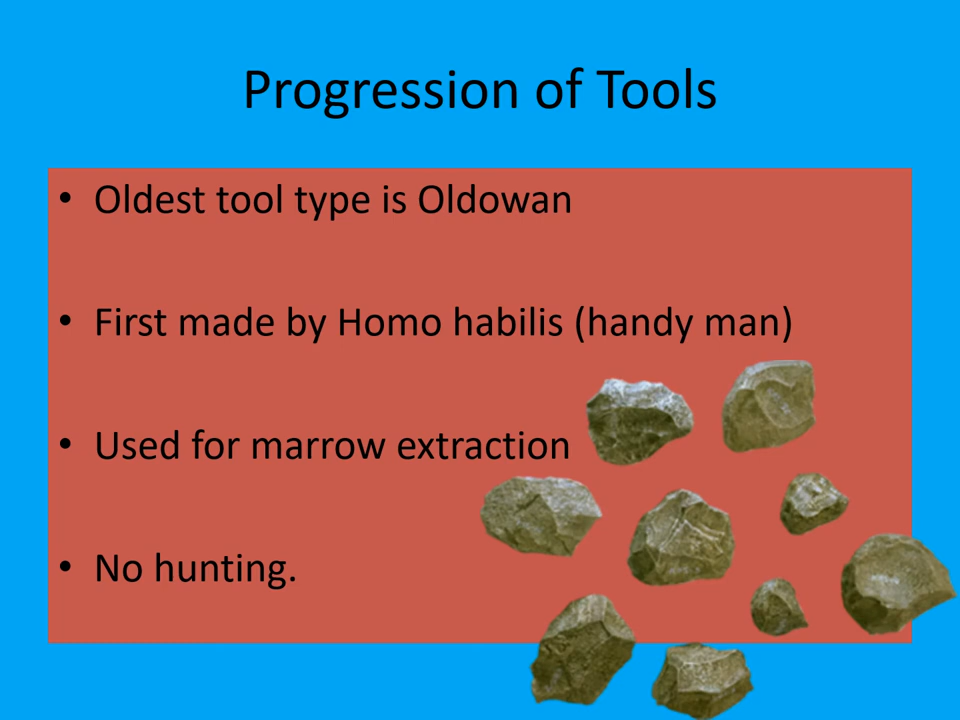 Progression of Tools
• Oldest tool type is Oldowan
• First made by Homo habilis (handy man)
• Used for marrow extraction
• No hunting.